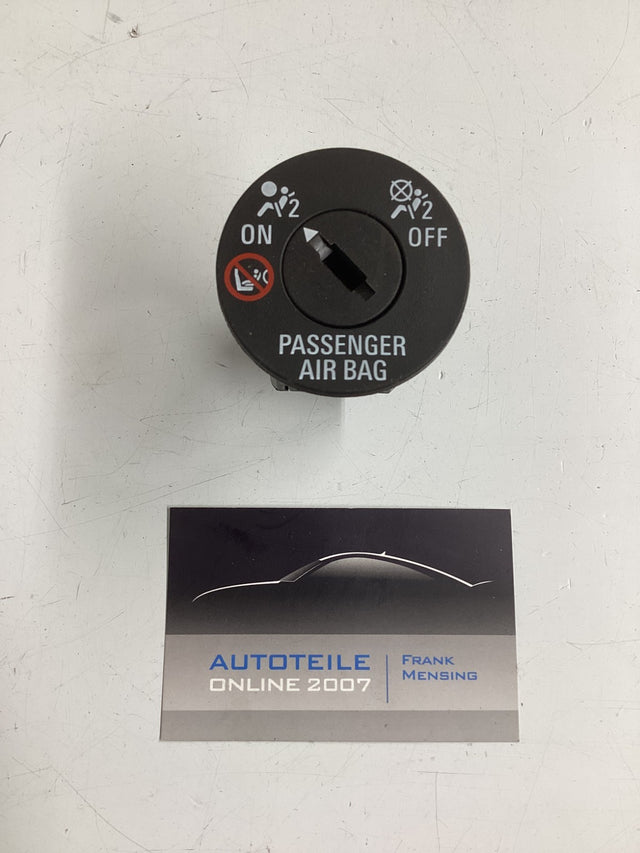 2 2
ON OFF
PASSENGER
AIR BAG
AUTOTEILE
ONLINE 2007
FRANK
MENSING